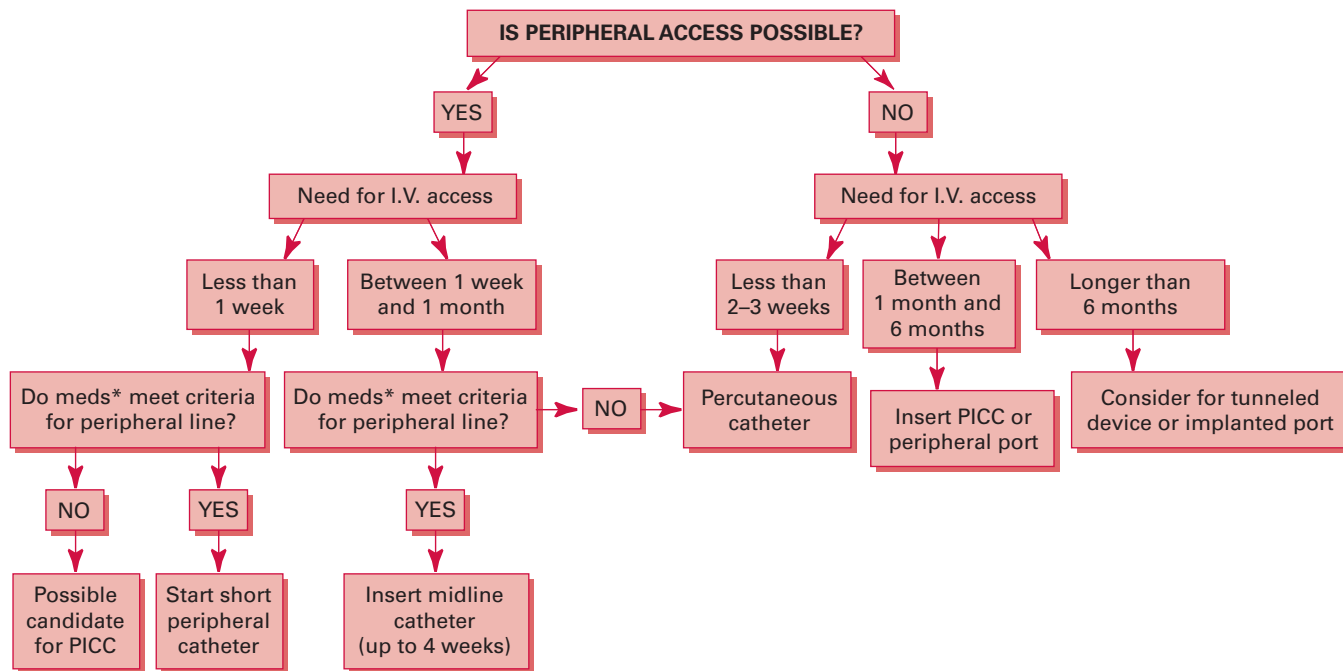 IS PERIPHERAL ACCESS POSSIBLE?
YES
NO
Need for I.V. access
Need for I.V. access
Less than
1 week
Between 1 week
and 1 month
Less than
2–3 weeks
Between
1 month and
6 months
Longer than
6 months
Do meds* meet criteria
for peripheral line?
Do meds* meet criteria
for peripheral line?
NO
Percutaneous
catheter
Insert PICC or
peripheral port
Consider for tunneled
device or implanted port
NO
YES
YES
Possible
candidate
for PICC
Start short
peripheral
catheter
Insert midline
catheter
(up to 4 weeks)